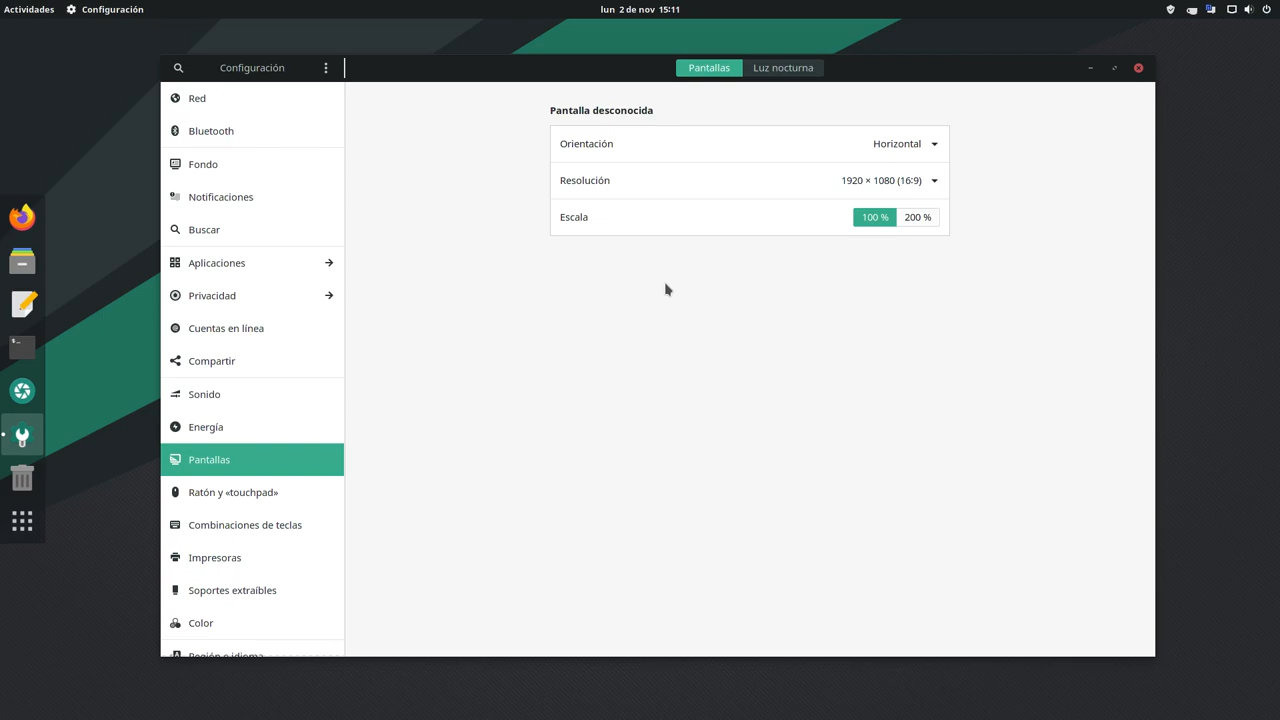 Actividades
Configuración
lun 2 de nov 15:11
Configuración
Pantallas
Luz nocturna
Red
Bluetooth
Fondo
Notificaciones
Buscar
Aplicaciones
Privacidad
Cuentas en línea
Compartir
Sonido
Energía
Pantallas
Ratón y «touchpad»
Combinaciones de teclas
Impresoras
Soportes extraíbles
Color
Región e idioma
Pantalla desconocida
Orientación
Horizontal
Resolución
1920 × 1080 (16∶9)
Escala
100 %
200 %